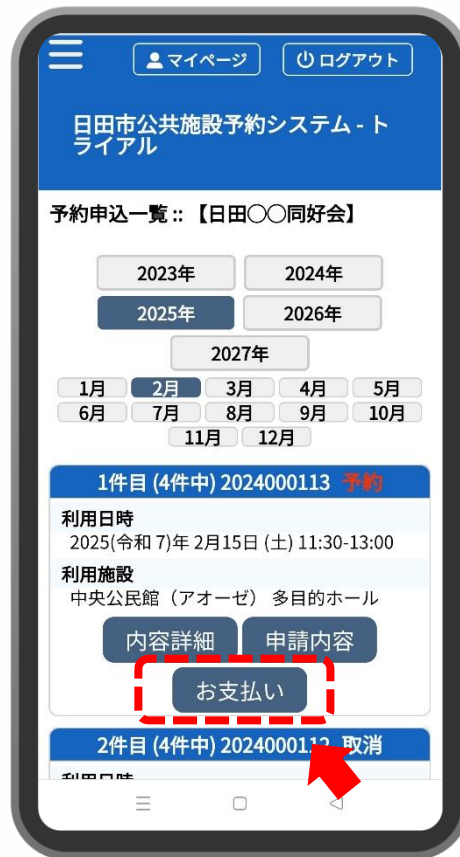 マイページ ログアウト
日田市公共施設予約システム - ト
ライアル
予約申込一覧 :: 【日田〇〇同好会】
2023年 2024年
2025年 2026年
2027年
1月 2月 3月 4月 5月
6月 7月 8月 9月 10月
11月 12月
1件目 (4件中) 2024000113 予約
利用日時
2025(令和 7)年 2月15日 (土) 11:30-13:00
利用施設
中央公民館（アオーゼ） 多目的ホール
内容詳細 申請内容
お支払い
2件目 (4件中) 2024000112 取消
利用日時